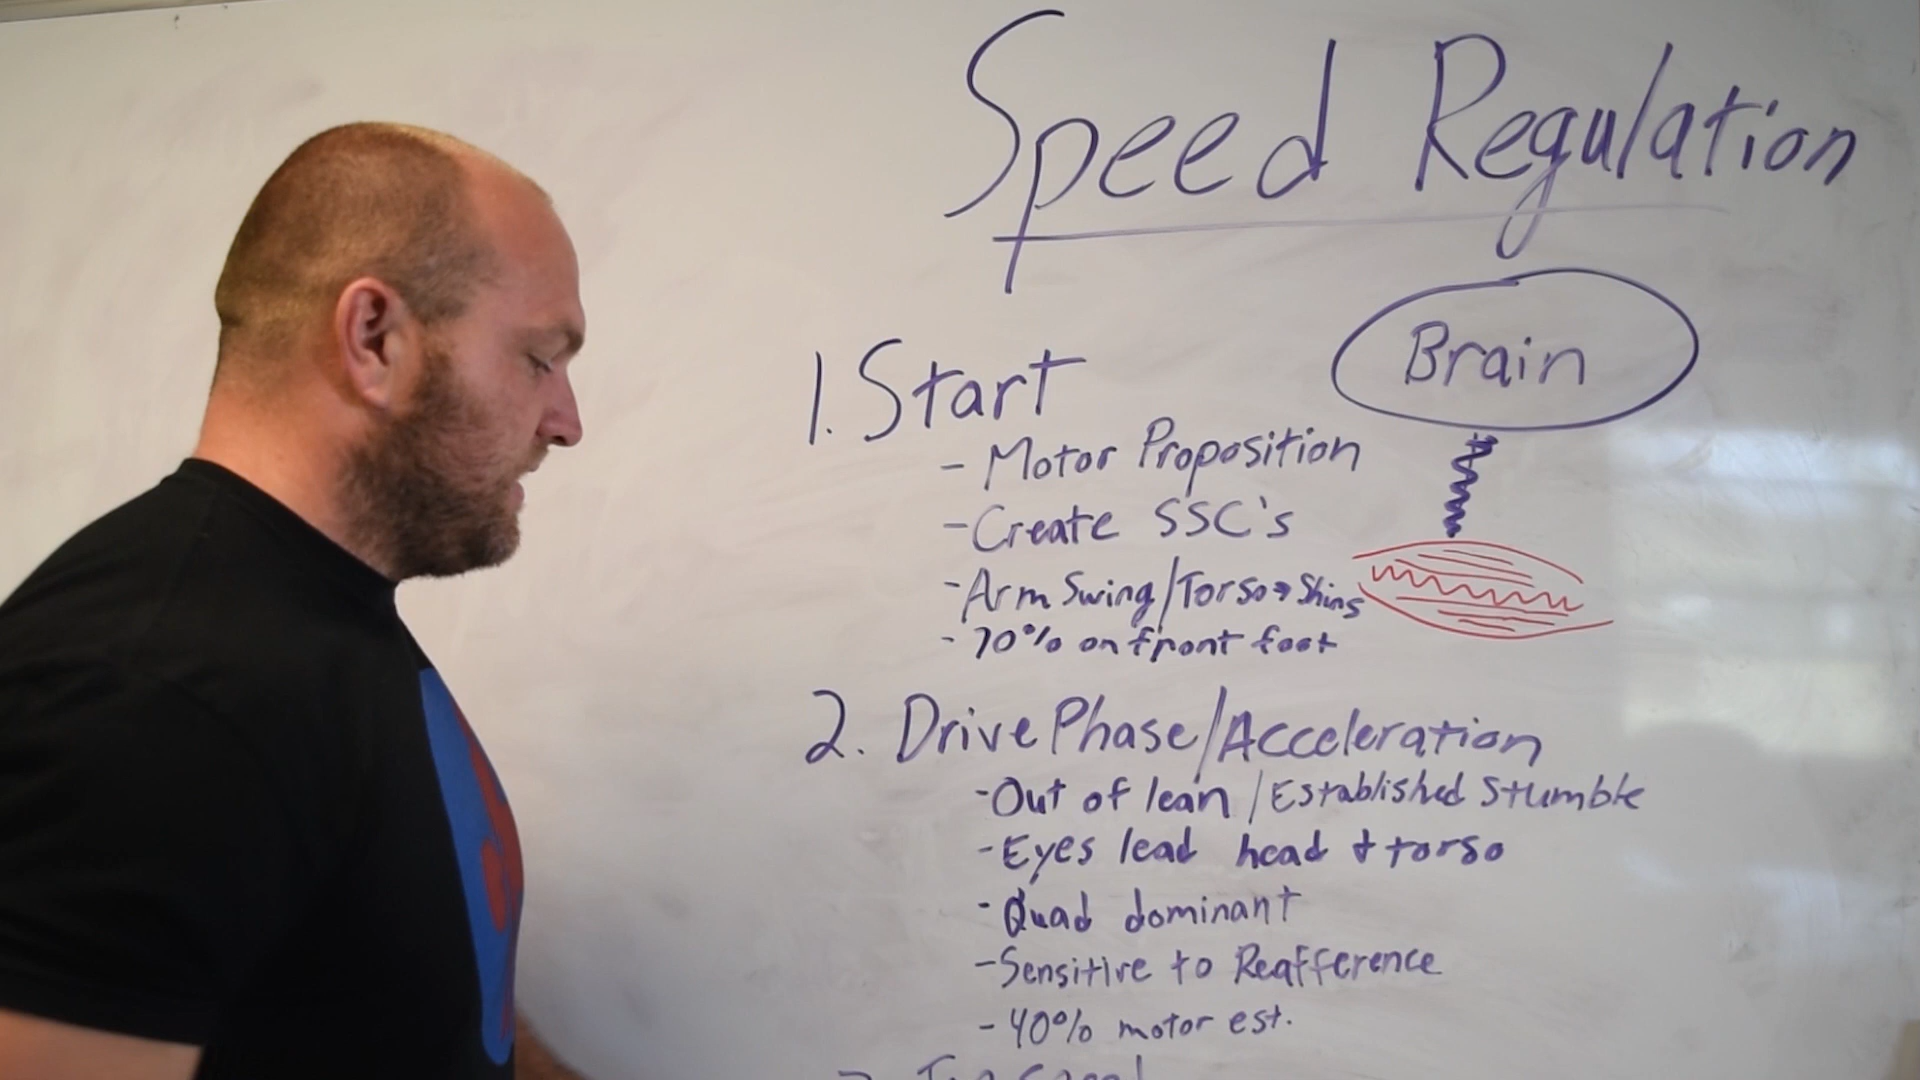 Speed Regulation
Brain
1. Start
- Motor Proposition
- Create SSC's
- Arm Swing/Torso→Shins
- 70% on front foot
2. Drive Phase/Acceleration
- Out of lean/Established Stumble
- Eyes lead head + torso
- Quad dominant
- Sensitive to Reafference
- 40% motor est.